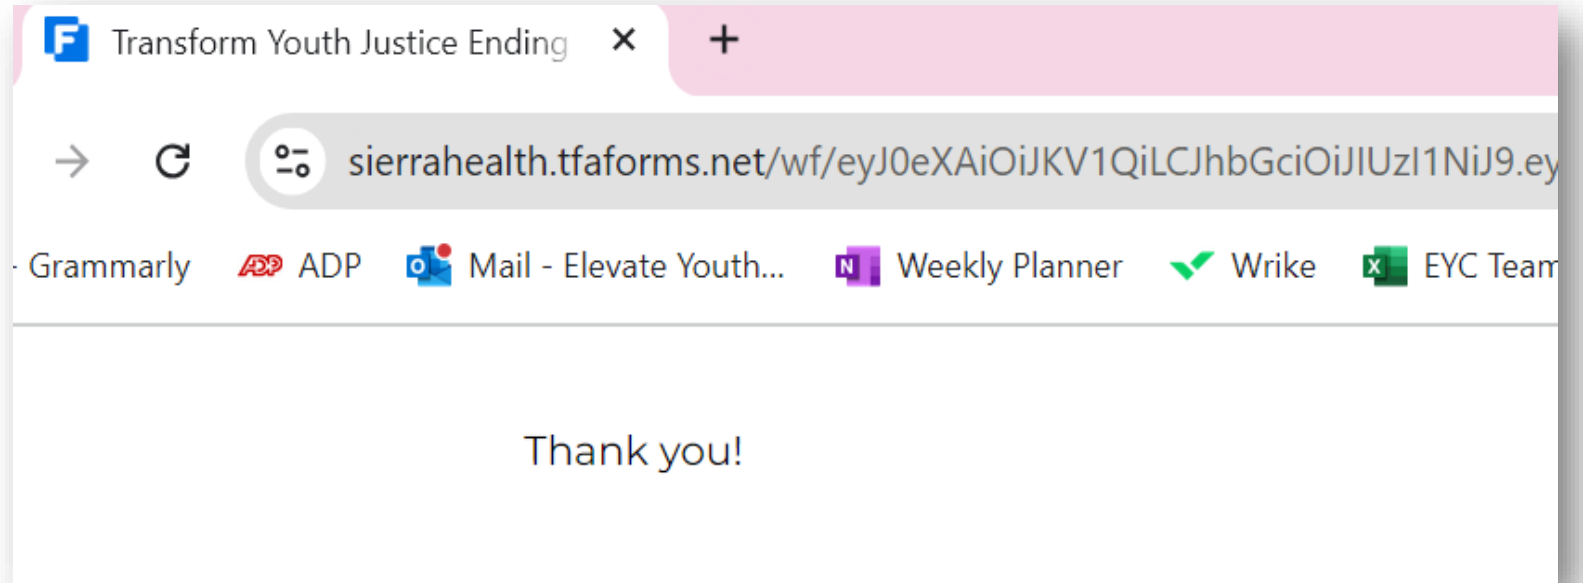 Transform Youth Justice Ending
sierrahealth.tfaforms.net/wf/eyJ0eXAiOiJKV1QiLCJhbGciOiJIUzI1NiJ9.ey
Grammarly ADP Mail - Elevate Youth... Weekly Planner Wrike EYC Team
Thank you!